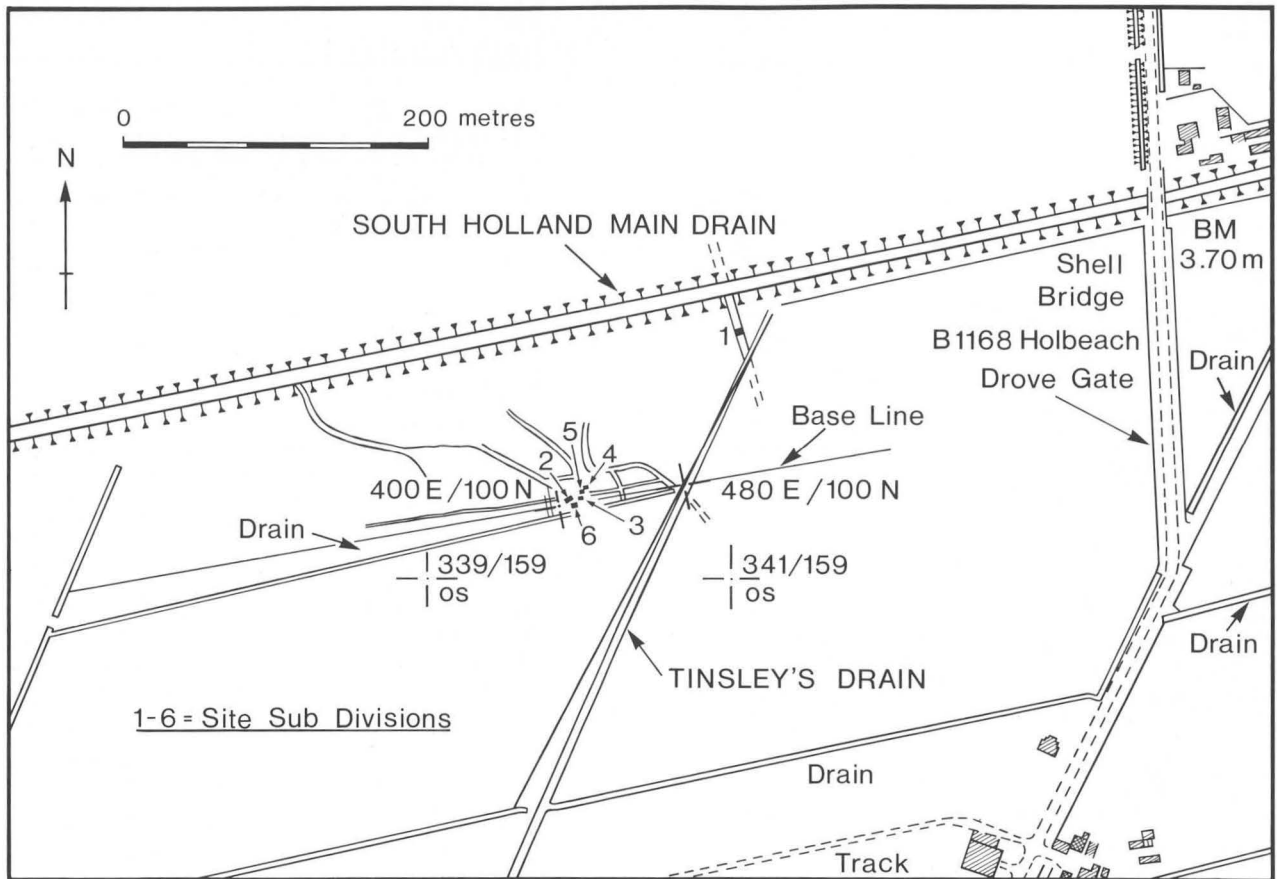 0 200 metres
N
SOUTH HOLLAND MAIN DRAIN
BM
3.70m
Shell
Bridge
1
B1168 Holbeach
Drove Gate
Drain
Base Line
5
2 4
400 E/100 N
480 E/100 N
3
6
Drain
339/159
os
341/159
os
Drain
TINSLEY'S DRAIN
1-6 = Site Sub Divisions
Drain
Track